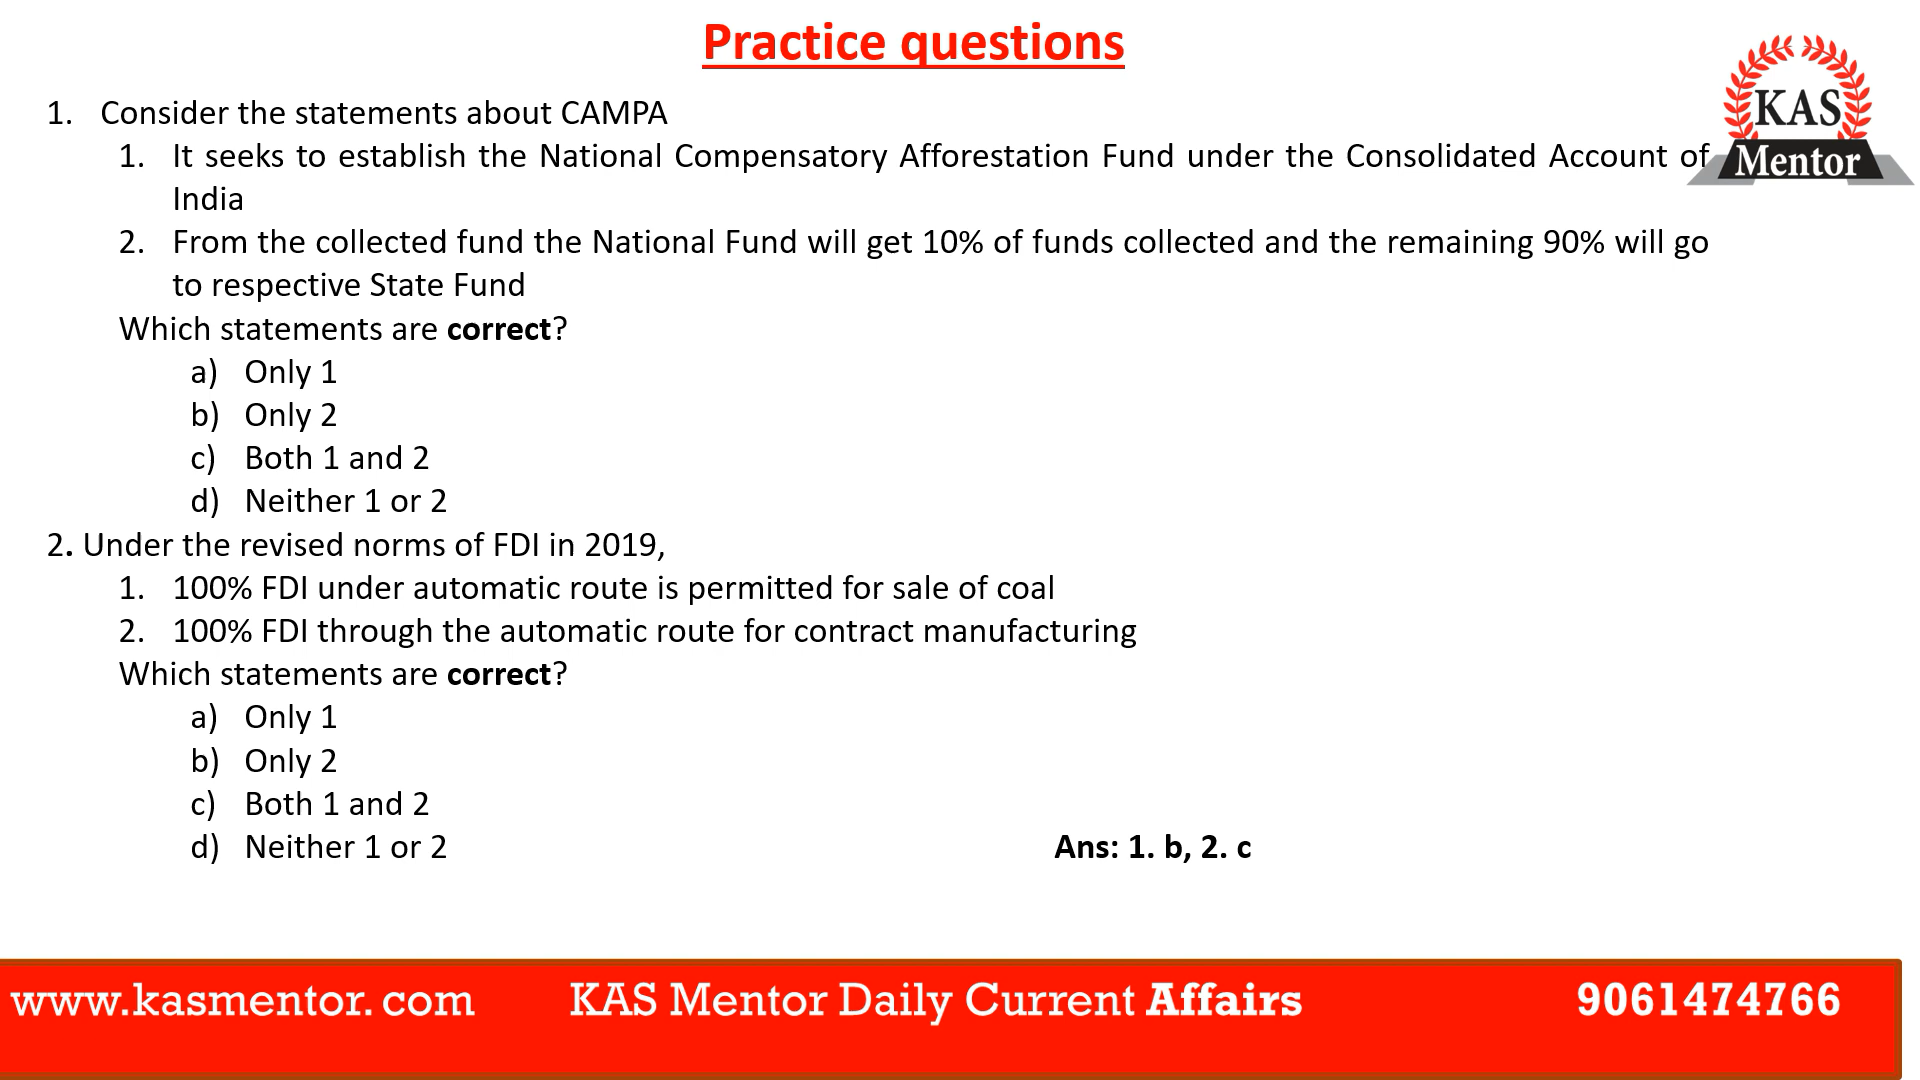 Practice questions
KAS
Mentor
1. Consider the statements about CAMPA
1. It seeks to establish the National Compensatory Afforestation Fund under the Consolidated Account of
India
2. From the collected fund the National Fund will get 10% of funds collected and the remaining 90% will go
to respective State Fund
Which statements are correct?
a) Only 1
b) Only 2
c) Both 1 and 2
d) Neither 1 or 2
2. Under the revised norms of FDI in 2019,
1. 100% FDI under automatic route is permitted for sale of coal
2. 100% FDI through the automatic route for contract manufacturing
Which statements are correct?
a) Only 1
b) Only 2
c) Both 1 and 2
d) Neither 1 or 2 Ans: 1. b, 2. c
www.kasmentor. com KAS Mentor Daily Current Affairs 9061474766